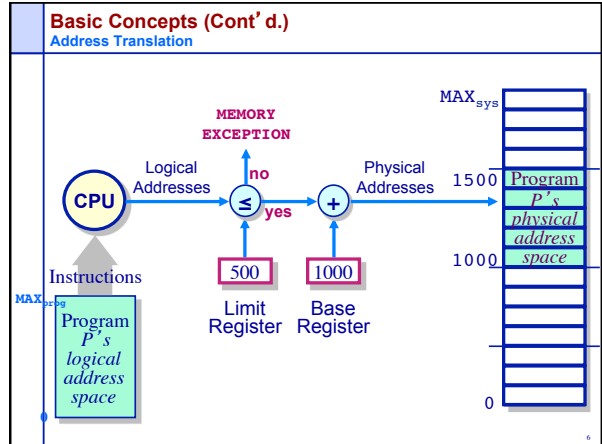 Basic Concepts (Cont’d.)
Address Translation
MAXsys
MEMORY
EXCEPTION
Logical
Addresses
no
Physical
Addresses
1500
Program
P’s
physical
address
space
CPU
≤
yes
+
500
1000
1000
Instructions
Limit
Register
Base
Register
MAXprog
Program
P’s
logical
address
space
0
0
6